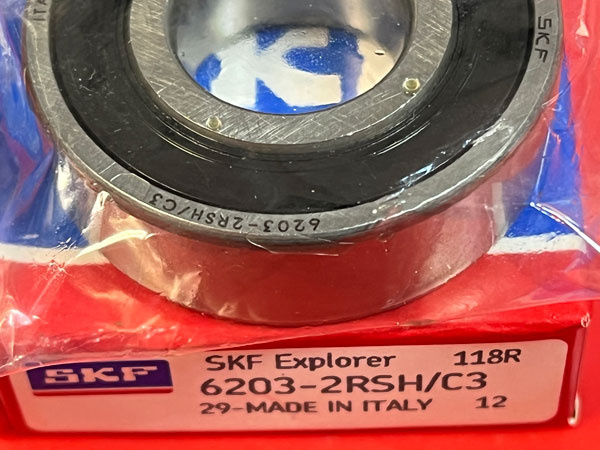 SKF
6203-2RSH/C3
SKF
SKF Explorer 118R
6203-2RSH/C3
29-MADE IN ITALY 12